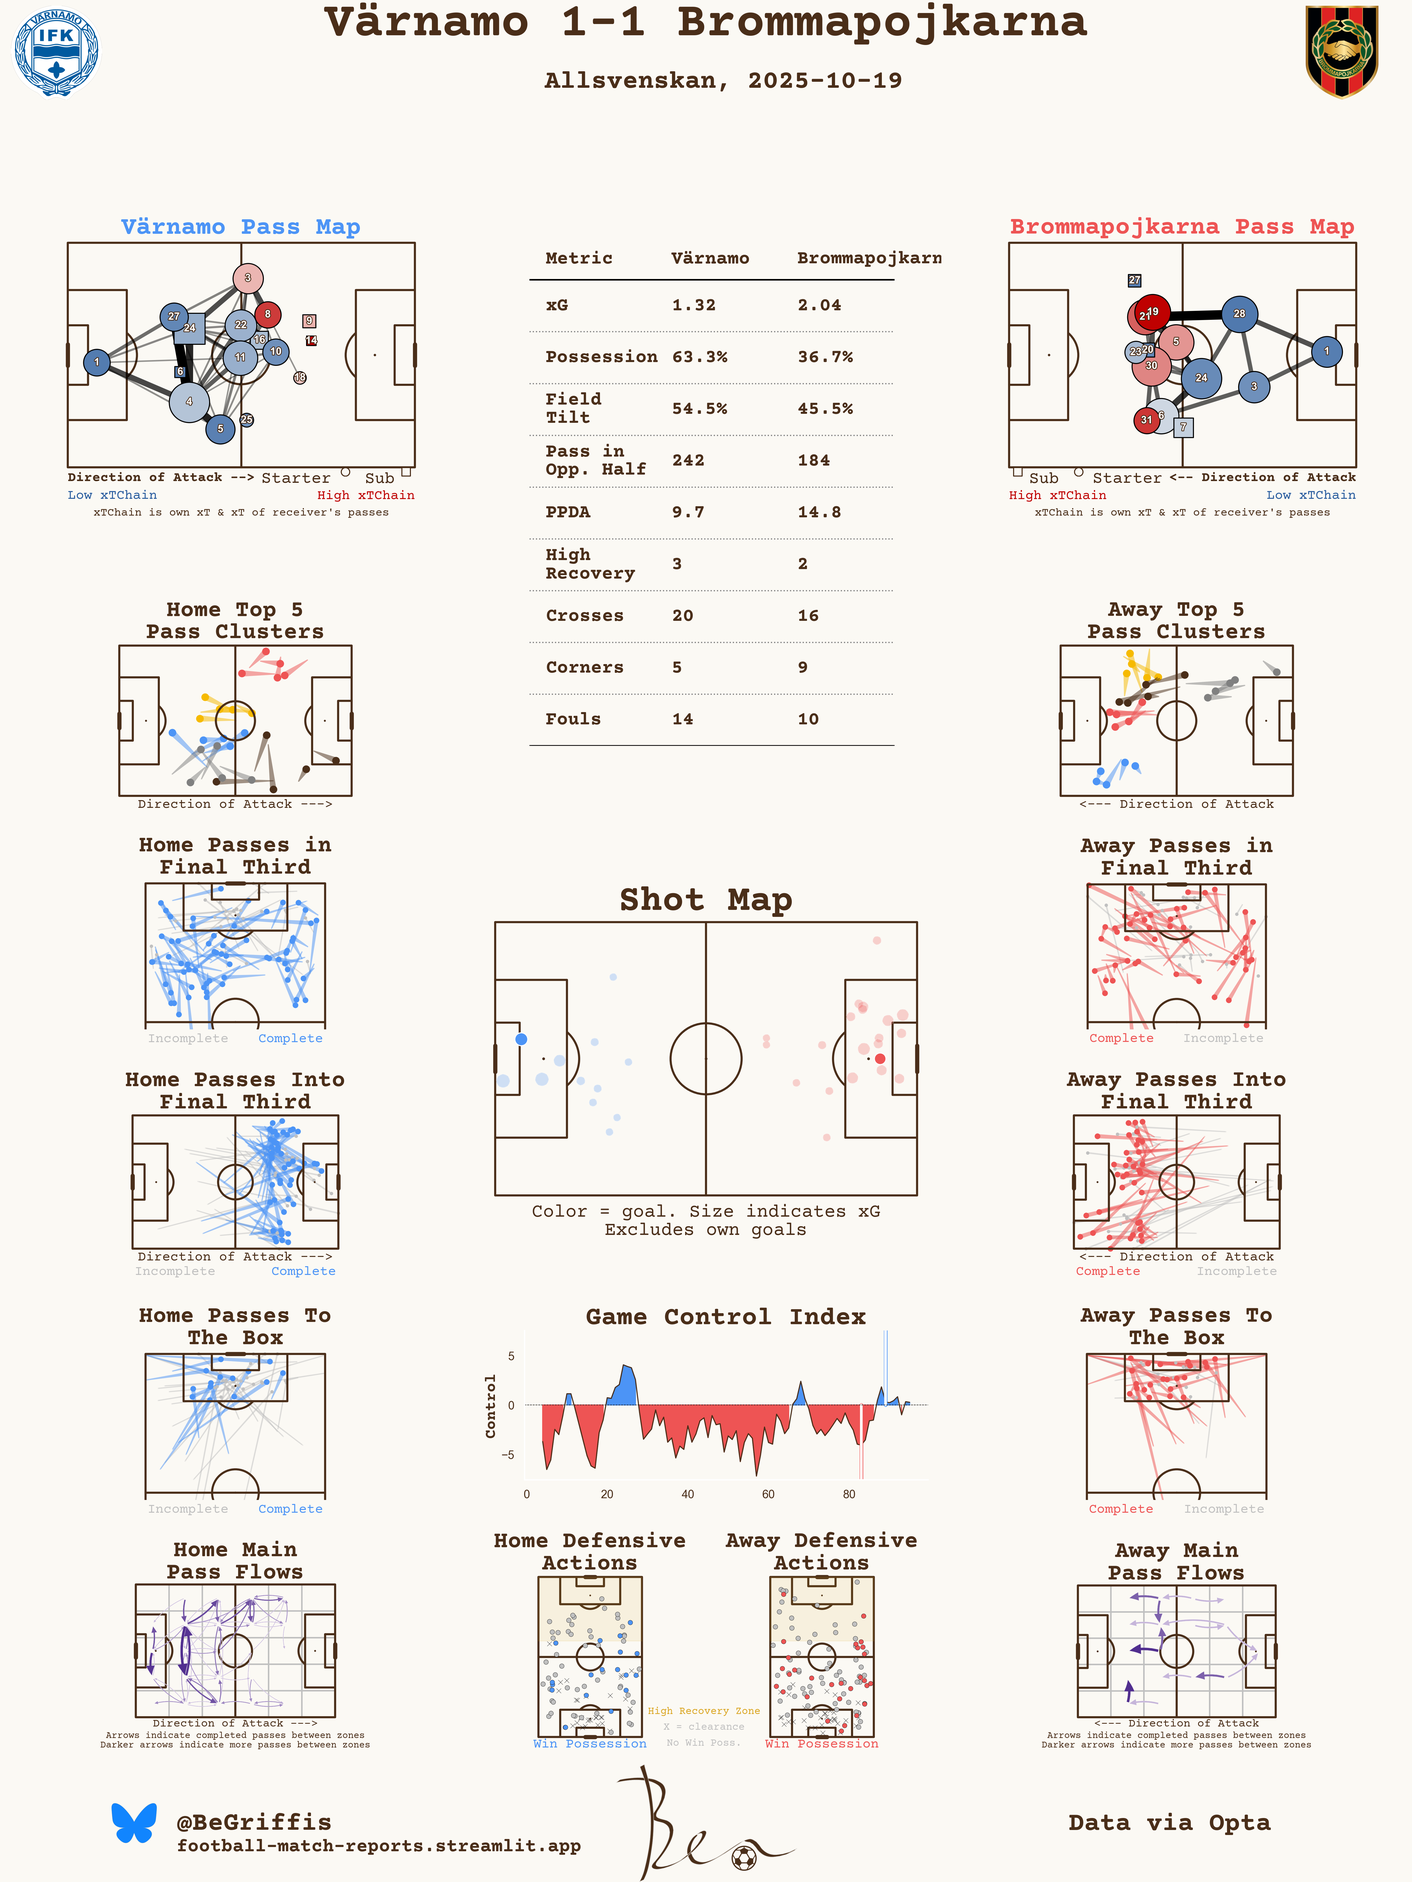 Värnamo 1-1 Brommapojkarna
Allsvenskan, 2025-10-19
IFK
Värnamo Pass Map
3
8
27
24
22
9
16
14
10
1
11
6
18
4
5
25
Direction of Attack --> Starter Sub
Low xTChain High xTChain
xTChain is own xT & xT of receiver's passes
Metric Värnamo Brommapojkarn
xG 1.32 2.04
Possession 63.3% 36.7%
Field
Tilt 54.5% 45.5%
Pass in
Opp. Half 242 184
PPDA 9.7 14.8
High
Recovery 3 2
Crosses 20 16
Corners 5 9
Fouls 14 10
Brommapojkarna Pass Map
27
21
19
28
5
23
20
1
30
24
3
31
6
7
Sub Starter <-- Direction of Attack
High xTChain Low xTChain
xTChain is own xT & xT of receiver's passes
Home Top 5
Pass Clusters
Direction of Attack --->
Away Top 5
Pass Clusters
<--- Direction of Attack
Home Passes in
Final Third
Incomplete Complete
Away Passes in
Final Third
Complete Incomplete
Shot Map
Color = goal. Size indicates xG
Excludes own goals
Home Passes Into
Final Third
Direction of Attack --->
Incomplete Complete
Away Passes Into
Final Third
<--- Direction of Attack
Complete Incomplete
Home Passes To
The Box
Incomplete Complete
Game Control Index
Control
5
0
−5
0 20 40 60 80
Away Passes To
The Box
Complete Incomplete
Home Main
Pass Flows
Direction of Attack --->
Arrows indicate completed passes between zones
Darker arrows indicate more passes between zones
Home Defensive
Actions
Win Possession
Away Defensive
Actions
Win Possession
High Recovery Zone
X = clearance
No Win Poss.
Away Main
Pass Flows
<--- Direction of Attack
Arrows indicate completed passes between zones
Darker arrows indicate more passes between zones
@BeGriffis
football-match-reports.streamlit.app
Ben
Data via Opta